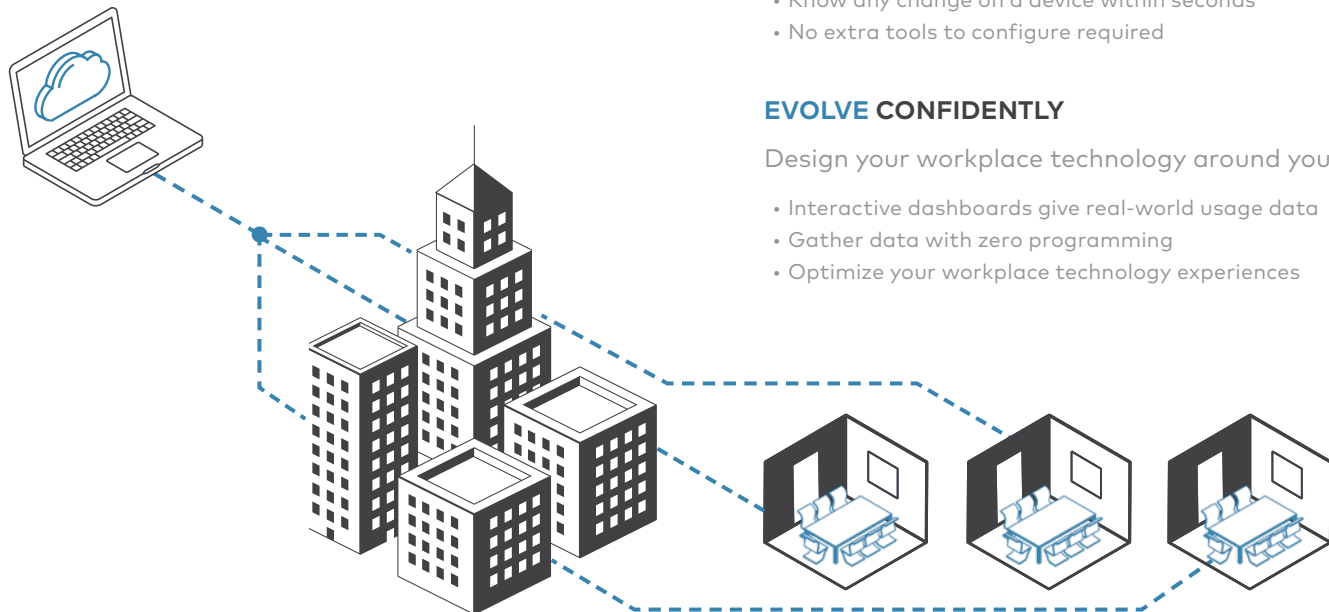 • Know any change on a device within seconds
• No extra tools to configure required
EVOLVE CONFIDENTLY
Design your workplace technology around you
• Interactive dashboards give real-world usage data
• Gather data with zero programming
• Optimize your workplace technology experiences